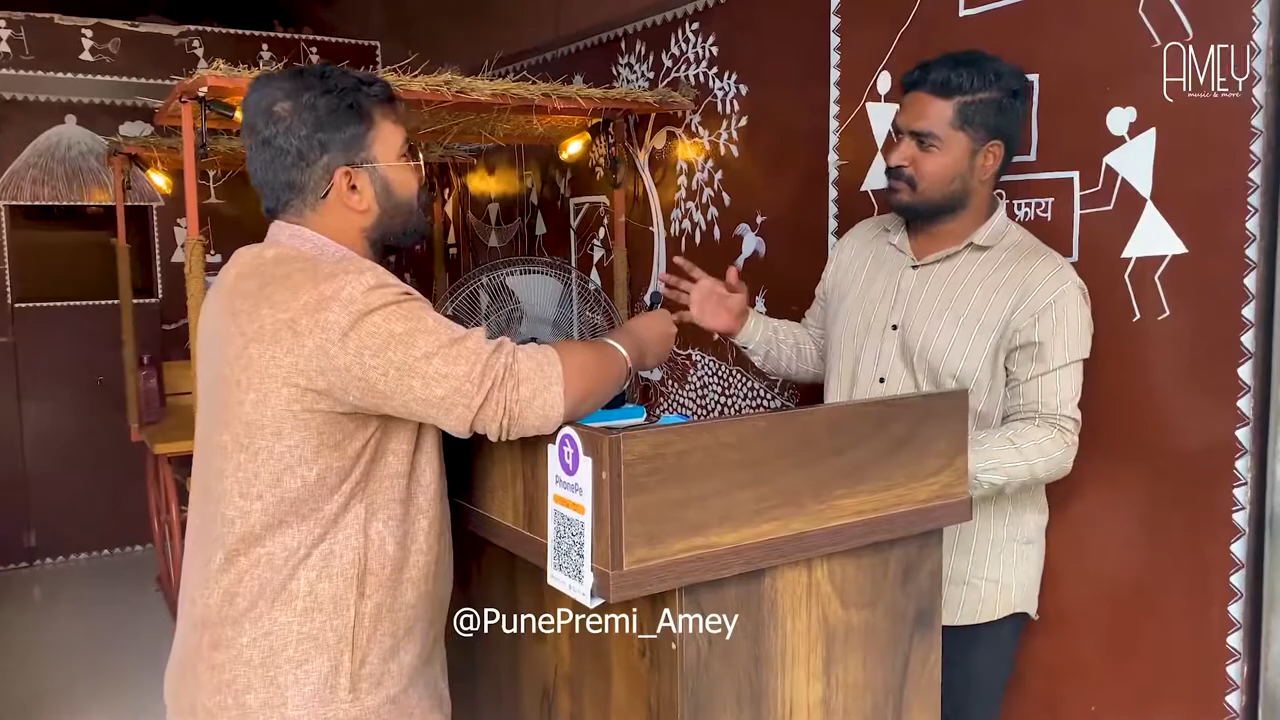 AMEY
music & more
फ्राय
पे
PhonePe
@PunePremi_Amey